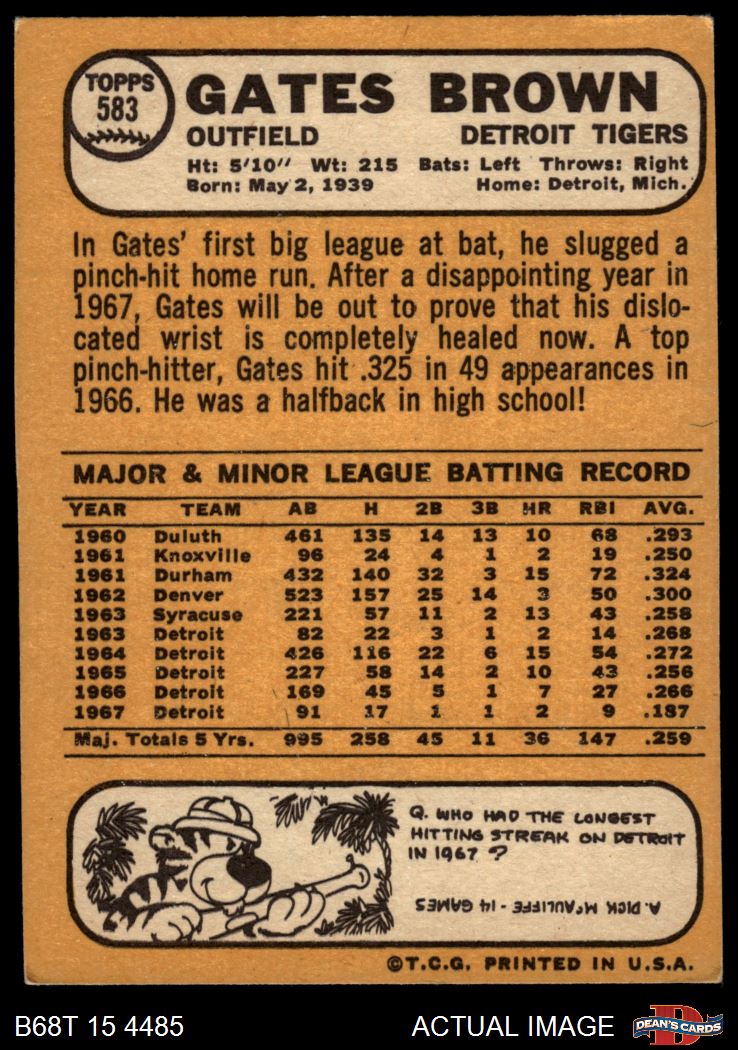 TOPPS
583
GATES BROWN
OUTFIELD DETROIT TIGERS
Ht: 5'10" Wt: 215 Bats: Left Throws: Right
Born: May 2, 1939 Home: Detroit, Mich.
In Gates' first big league at bat, he slugged a
pinch-hit home run. After a disappointing year in
1967, Gates will be out to prove that his dislo-
cated wrist is completely healed now. A top
pinch-hitter, Gates hit .325 in 49 appearances in
1966. He was a halfback in high school!
MAJOR & MINOR LEAGUE BATTING RECORD
YEAR TEAM AB H 2B 3B HR RBI AVG.
1960 Duluth 461 135 14 13 10 68 .293
1961 Knoxville 96 24 4 1 2 19 .250
1961 Durham 432 140 32 3 15 72 .324
1962 Denver 523 157 25 14 3 50 .300
1963 Syracuse 221 57 11 2 13 43 .258
1963 Detroit 82 22 3 1 2 14 .268
1964 Detroit 426 116 22 6 15 54 .272
1965 Detroit 227 58 14 2 10 43 .256
1966 Detroit 169 45 5 1 7 27 .266
1967 Detroit 91 17 1 1 2 9 .187
Maj. Totals 5 Yrs. 995 258 45 11 36 147 .259
Q. WHO HAD THE LONGEST
HITTING STREAK ON DETROIT
IN 1967 ?
A. DICK McAULIFFE - 14 GAMES
©T.C.G. PRINTED IN U.S.A.
B68T 15 4485 ACTUAL IMAGE
D
DEAN'S CARDS